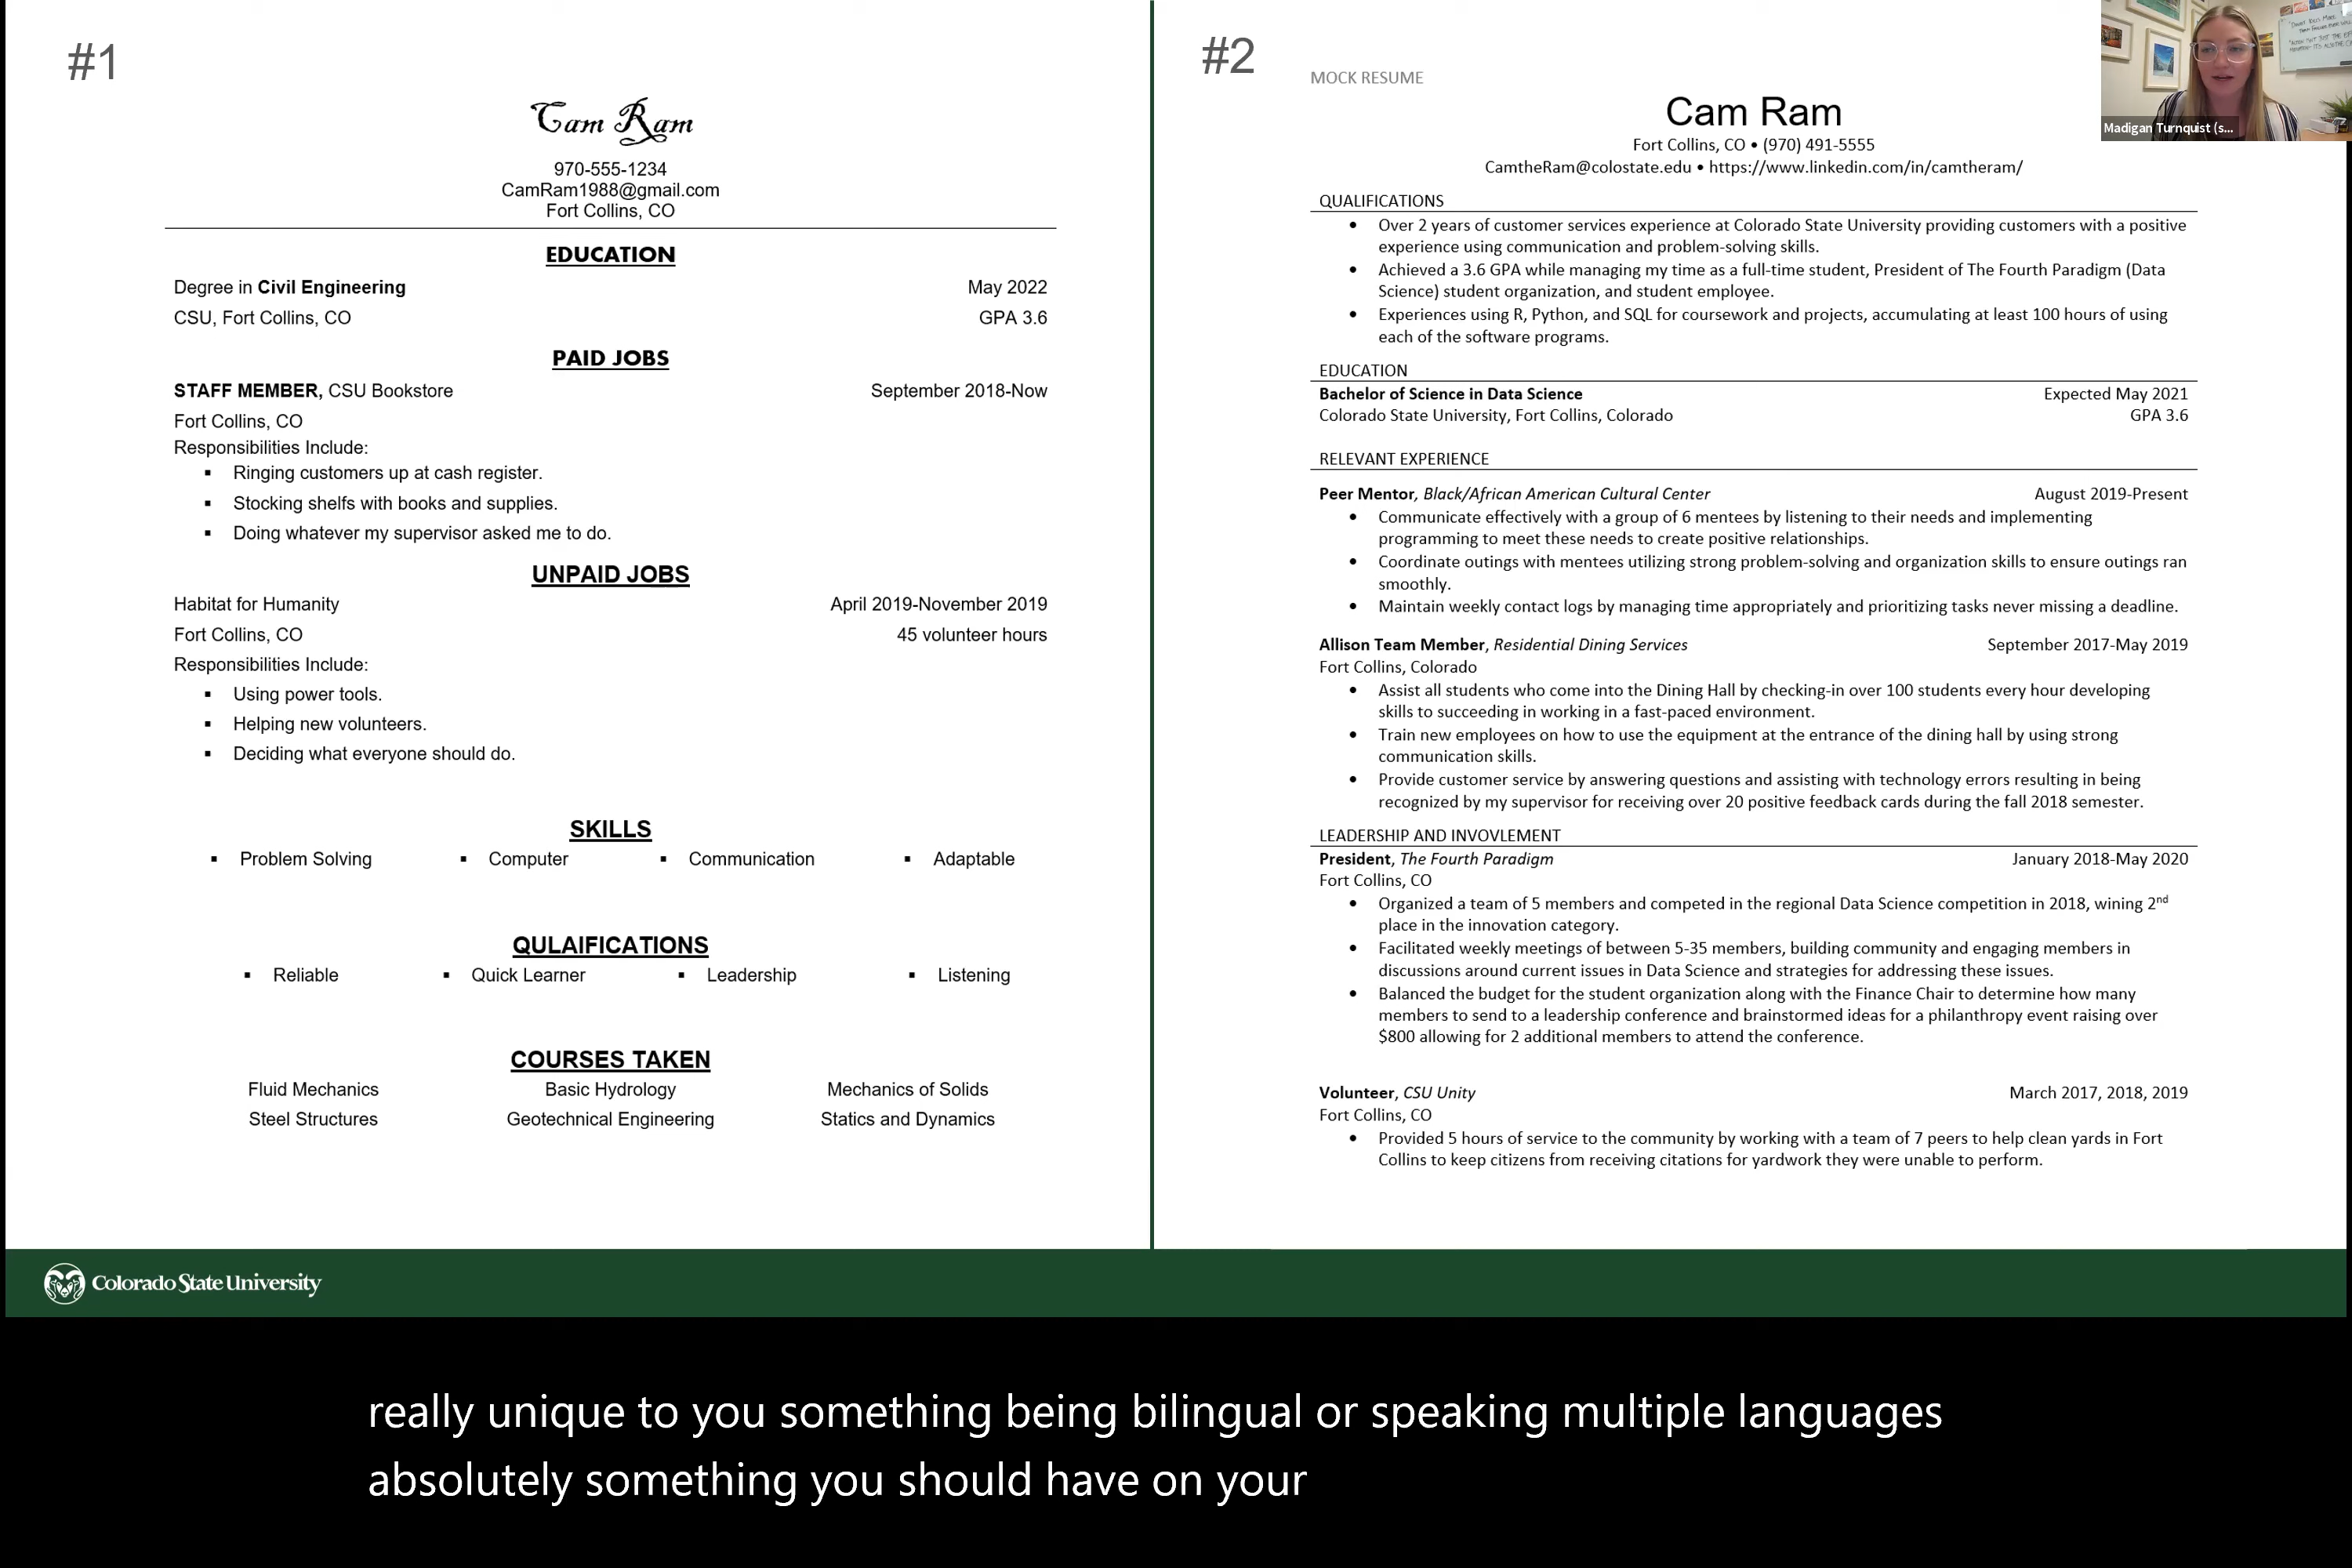 #1
Cam Ram
970-555-1234
CamRam1988@gmail.com
Fort Collins, CO
EDUCATION
Degree in Civil Engineering May 2022
CSU, Fort Collins, CO GPA 3.6
PAID JOBS
STAFF MEMBER, CSU Bookstore September 2018-Now
Fort Collins, CO
Responsibilities Include:
▪ Ringing customers up at cash register.
▪ Stocking shelfs with books and supplies.
▪ Doing whatever my supervisor asked me to do.
UNPAID JOBS
Habitat for Humanity April 2019-November 2019
Fort Collins, CO 45 volunteer hours
Responsibilities Include:
▪ Using power tools.
▪ Helping new volunteers.
▪ Deciding what everyone should do.
SKILLS
▪ Problem Solving ▪ Computer ▪ Communication ▪ Adaptable
QULAIFICATIONS
▪ Reliable ▪ Quick Learner ▪ Leadership ▪ Listening
COURSES TAKEN
Fluid Mechanics Basic Hydrology Mechanics of Solids
Steel Structures Geotechnical Engineering Statics and Dynamics
#2
MOCK RESUME
Cam Ram
Fort Collins, CO • (970) 491-5555
CamtheRam@colostate.edu • https://www.linkedin.com/in/camtheram/
QUALIFICATIONS
• Over 2 years of customer services experience at Colorado State University providing customers with a positive
experience using communication and problem-solving skills.
• Achieved a 3.6 GPA while managing my time as a full-time student, President of The Fourth Paradigm (Data
Science) student organization, and student employee.
• Experiences using R, Python, and SQL for coursework and projects, accumulating at least 100 hours of using
each of the software programs.
EDUCATION
Bachelor of Science in Data Science Expected May 2021
Colorado State University, Fort Collins, Colorado GPA 3.6
RELEVANT EXPERIENCE
Peer Mentor, Black/African American Cultural Center August 2019-Present
• Communicate effectively with a group of 6 mentees by listening to their needs and implementing
programming to meet these needs to create positive relationships.
• Coordinate outings with mentees utilizing strong problem-solving and organization skills to ensure outings ran
smoothly.
• Maintain weekly contact logs by managing time appropriately and prioritizing tasks never missing a deadline.
Allison Team Member, Residential Dining Services September 2017-May 2019
Fort Collins, Colorado
• Assist all students who come into the Dining Hall by checking-in over 100 students every hour developing
skills to succeeding in working in a fast-paced environment.
• Train new employees on how to use the equipment at the entrance of the dining hall by using strong
communication skills.
• Provide customer service by answering questions and assisting with technology errors resulting in being
recognized by my supervisor for receiving over 20 positive feedback cards during the fall 2018 semester.
LEADERSHIP AND INVOVLEMENT
President, The Fourth Paradigm January 2018-May 2020
Fort Collins, CO
• Organized a team of 5 members and competed in the regional Data Science competition in 2018, wining 2nd
place in the innovation category.
• Facilitated weekly meetings of between 5-35 members, building community and engaging members in
discussions around current issues in Data Science and strategies for addressing these issues.
• Balanced the budget for the student organization along with the Finance Chair to determine how many
members to send to a leadership conference and brainstormed ideas for a philanthropy event raising over
$800 allowing for 2 additional members to attend the conference.
Volunteer, CSU Unity March 2017, 2018, 2019
Fort Collins, CO
• Provided 5 hours of service to the community by working with a team of 7 peers to help clean yards in Fort
Collins to keep citizens from receiving citations for yardwork they were unable to perform.
Madigan Turnquist (s...
Colorado State University
really unique to you something being bilingual or speaking multiple languages
absolutely something you should have on your